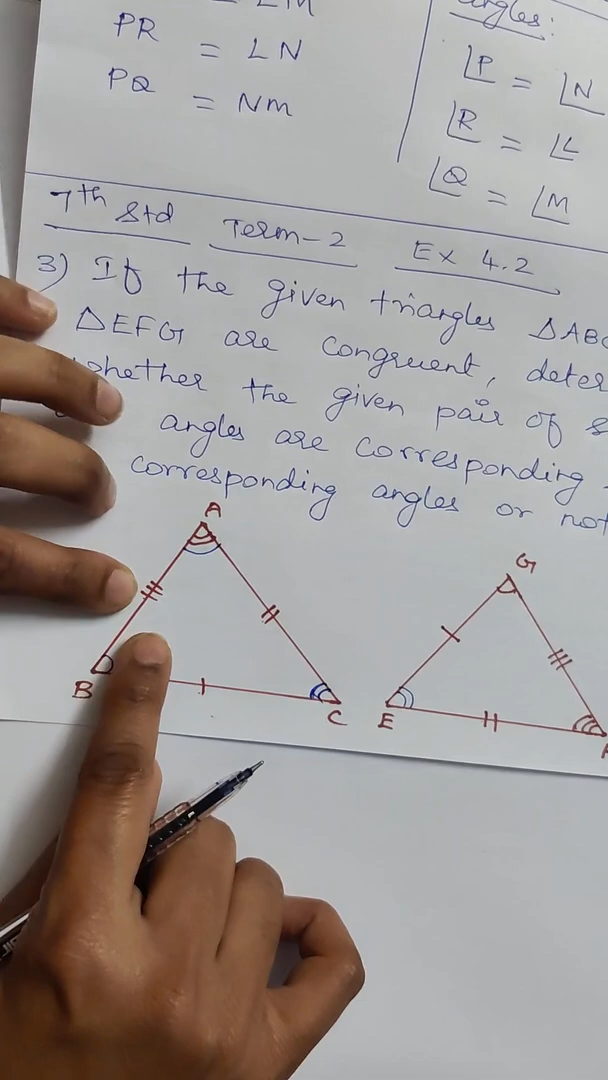 LM
PR = LN
PQ = NM
angles:
∠P = ∠N
∠R = ∠L
∠Q = ∠M
7th Std Term-2 Ex 4.2
3) If the given triangles ΔABC
ΔEFG are congruent, deter
whether the given pair of s
angles are corresponding
corresponding angles or not
A
G
B
C
E
F